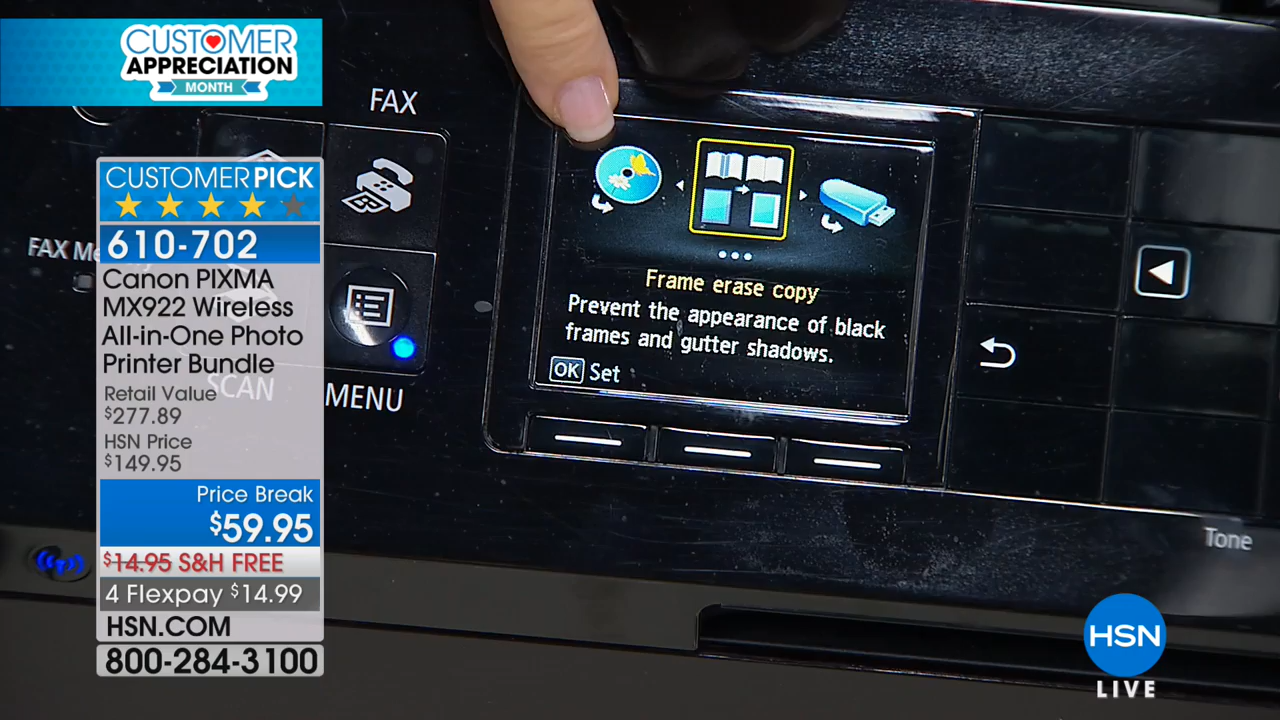 CUSTOMER
APPRECIATION
MONTH
CUSTOMER PICK
610-702
Canon PIXMA
MX922 Wireless
All-in-One Photo
Printer Bundle
Retail Value
$277.89
HSN Price
$149.95
Price Break
$59.95
$14.95 S&H FREE
4 Flexpay $14.99
HSN.COM
800-284-3100
FAX
FAX Me
SCAN
MENU
Frame erase copy
Prevent the appearance of black
frames and gutter shadows.
OK Set
Tone
HSN
LIVE